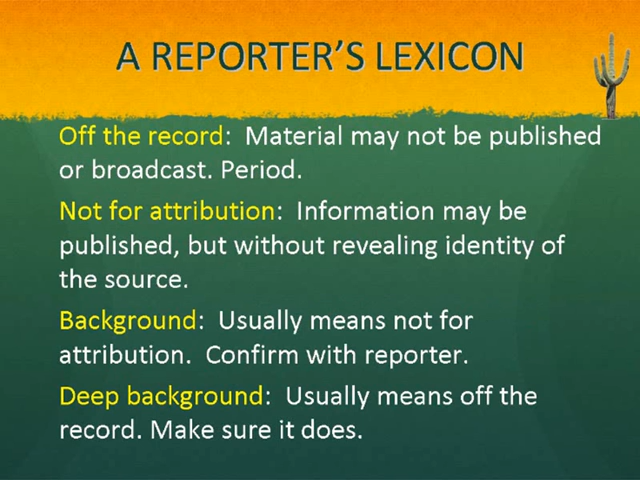 A REPORTER’S LEXICON
Off the record:  Material may not be published
or broadcast. Period.
Not for attribution:  Information may be
published, but without revealing identity of
the source.
Background:  Usually means not for
attribution.  Confirm with reporter.
Deep background:  Usually means off the
record. Make sure it does.